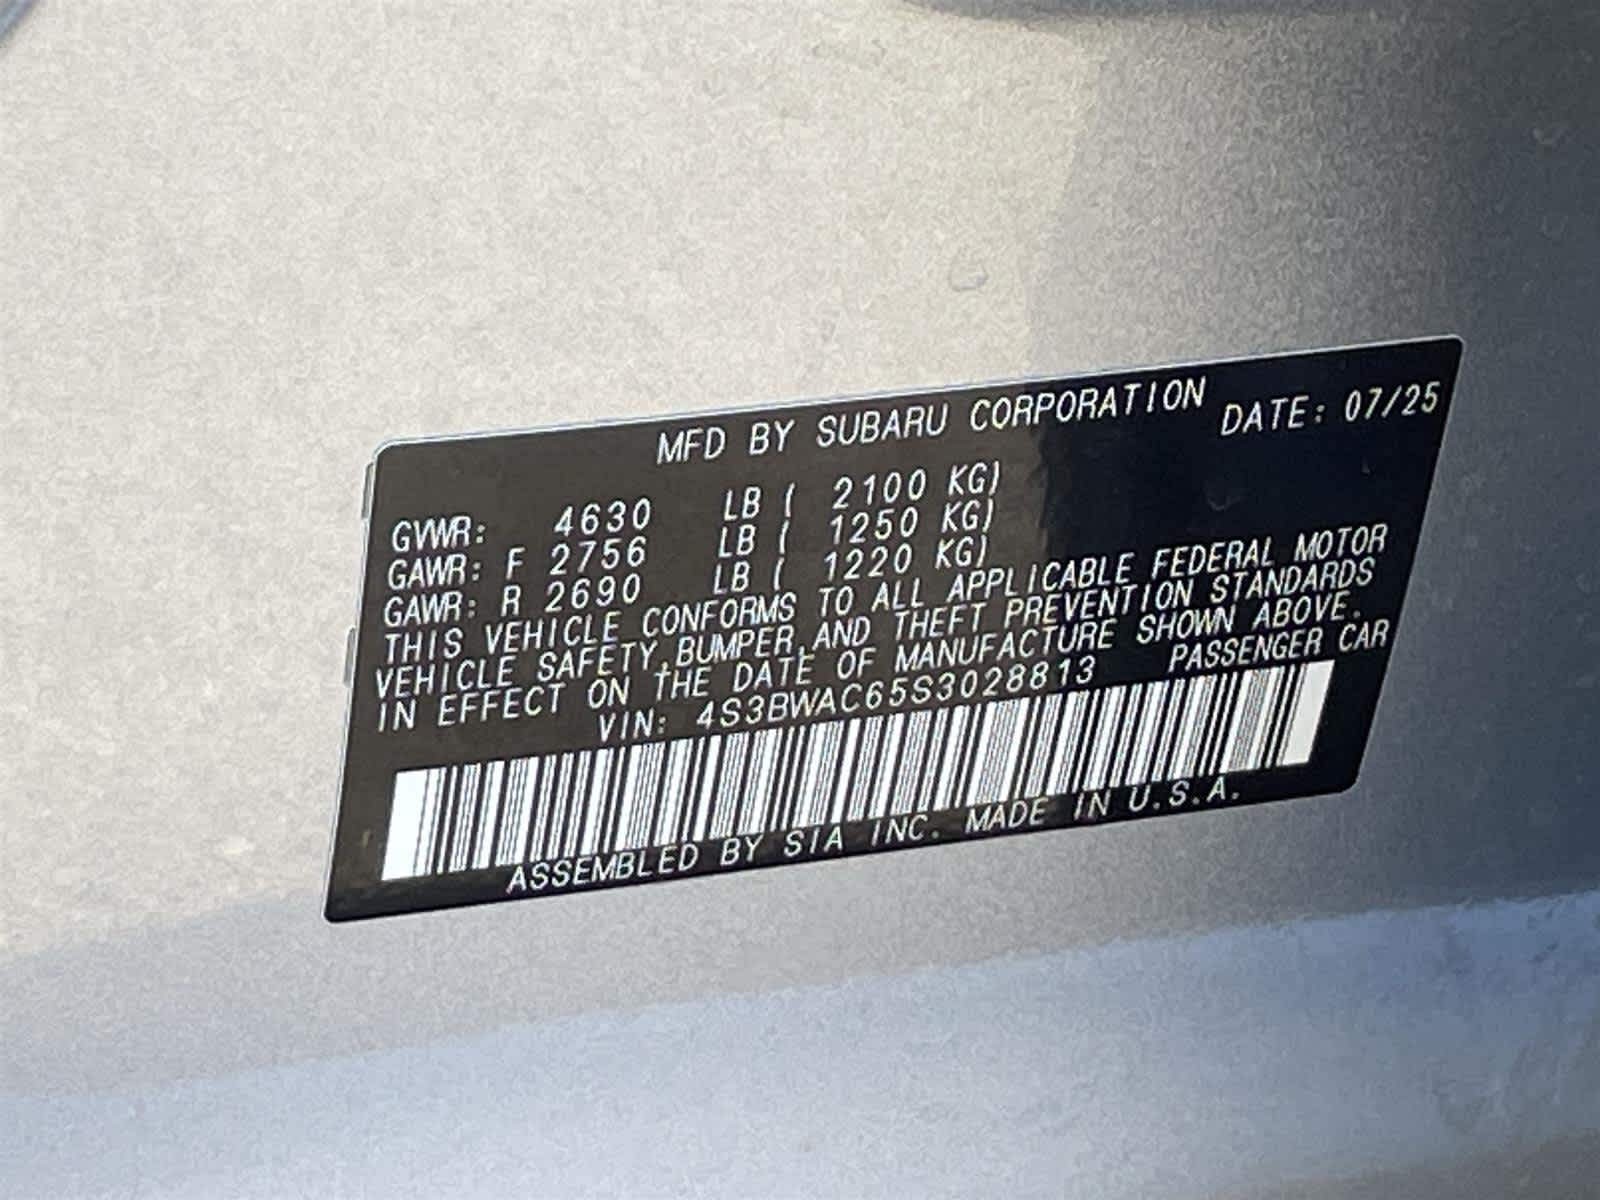 MFD BY SUBARU CORPORATION DATE: 07/25
GVWR: 4630 LB ( 2100 KG)
GAWR: F 2756 LB ( 1250 KG)
GAWR: R 2690 LB ( 1220 KG)
THIS VEHICLE CONFORMS TO ALL APPLICABLE FEDERAL MOTOR
VEHICLE SAFETY,BUMPER,AND THEFT PREVENTION STANDARDS
IN EFFECT ON THE DATE OF MANUFACTURE SHOWN ABOVE.
VIN: 4S3BWAC65S3028813 PASSENGER CAR
ASSEMBLED BY SIA INC. MADE IN U.S.A.